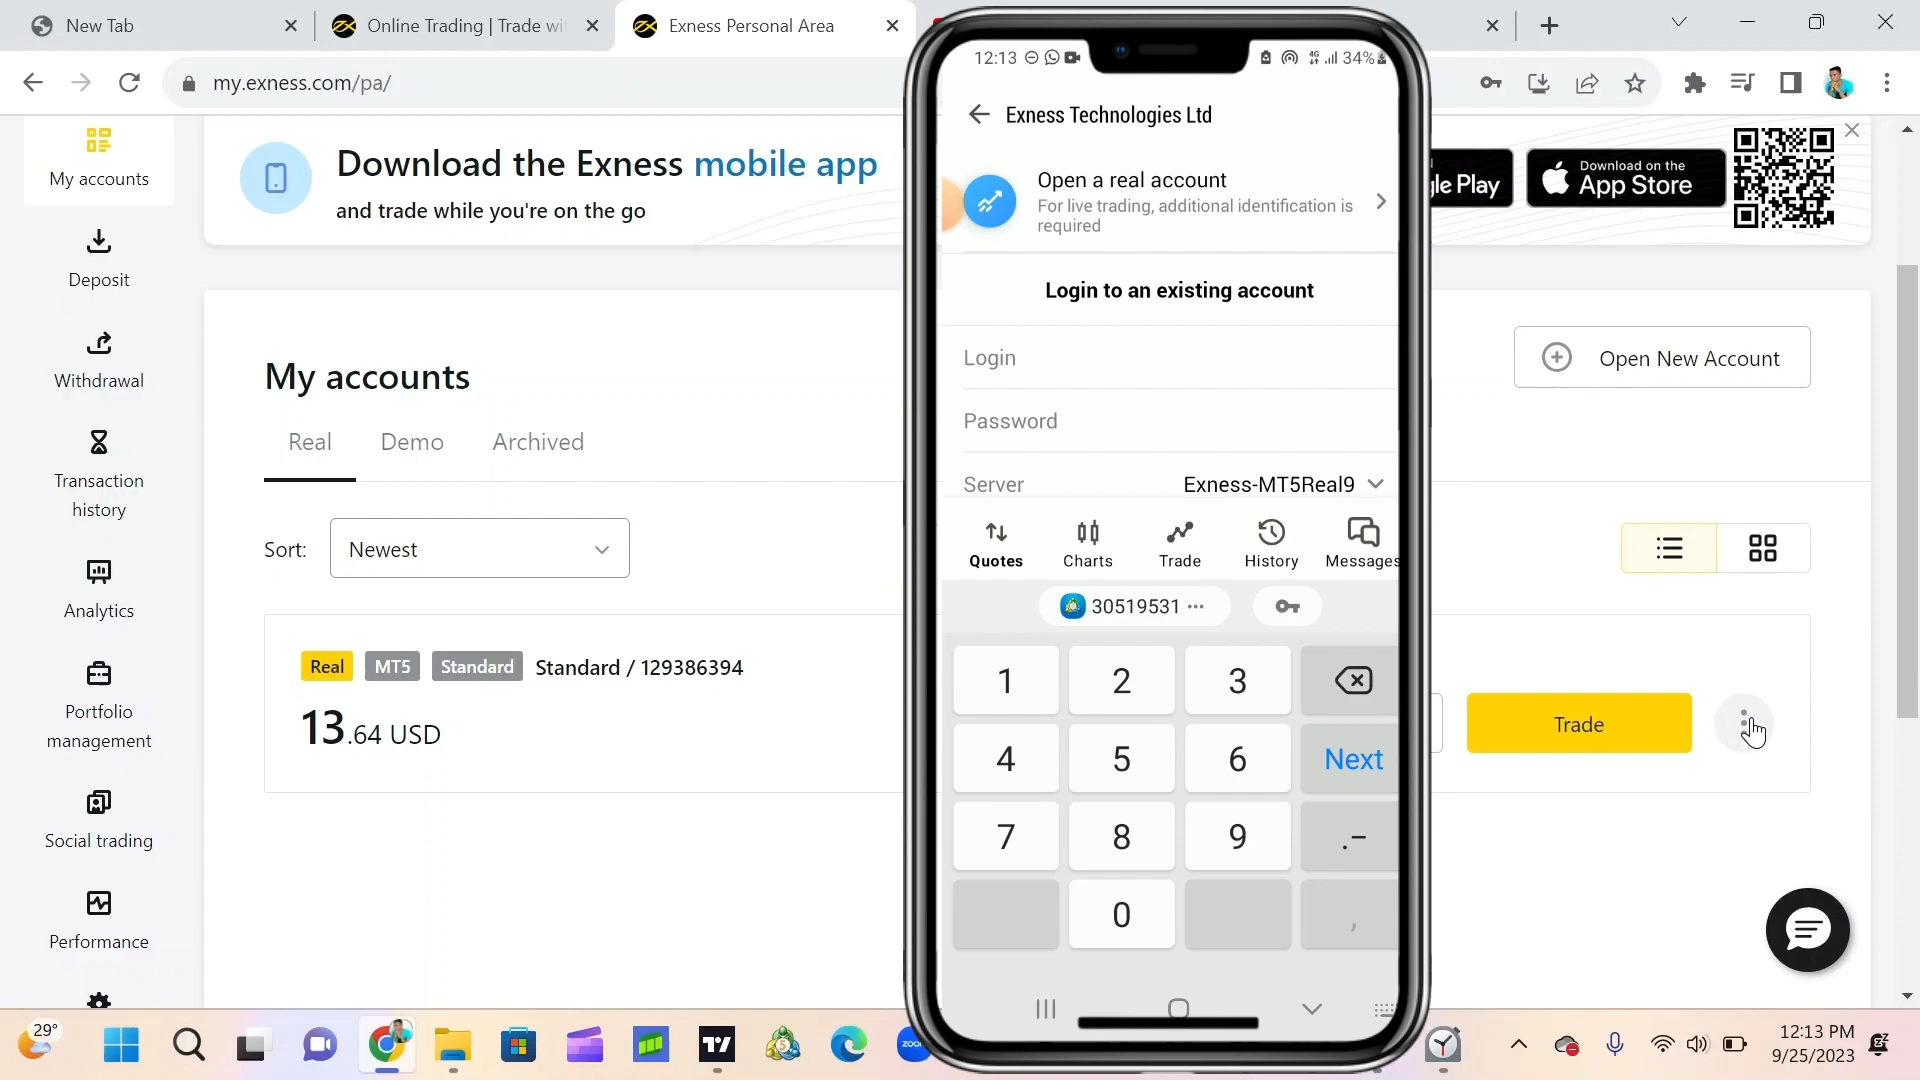 New Tab
Online Trading | Trade wi
Exness Personal Area
my.exness.com/pa/
My accounts
Deposit
Withdrawal
Transaction
history
Analytics
Portfolio
management
Social trading
Performance
Download the Exness mobile app
and trade while you're on the go
le Play
Download on the
App Store
My accounts
Open New Account
Real
Demo
Archived
Sort:
Newest
Real
MT5
Standard
Standard / 129386394
13.64 USD
Trade
12:13
4G
34%
Exness Technologies Ltd
Open a real account
For live trading, additional identification is
required
Login to an existing account
Login
Password
Server
Exness-MT5Real9
Quotes
Charts
Trade
History
Messages
30519531 ···
1
2
3
4
5
6
Next
7
8
9
.-
0
,
29°
zoom
12:13 PM
9/25/2023